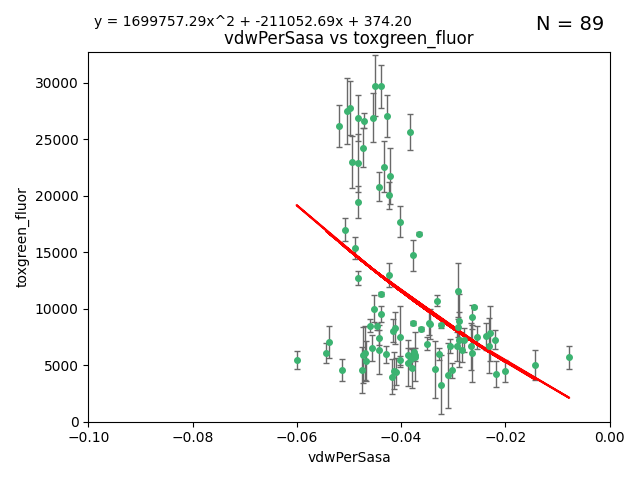 y = 1699757.29x^2 + -211052.69x + 374.20
N = 89
vdwPerSasa vs toxgreen_fluor
toxgreen_fluor
30000
25000
20000
15000
10000
5000
0
−0.10
−0.08
−0.06
−0.04
−0.02
0.00
vdwPerSasa